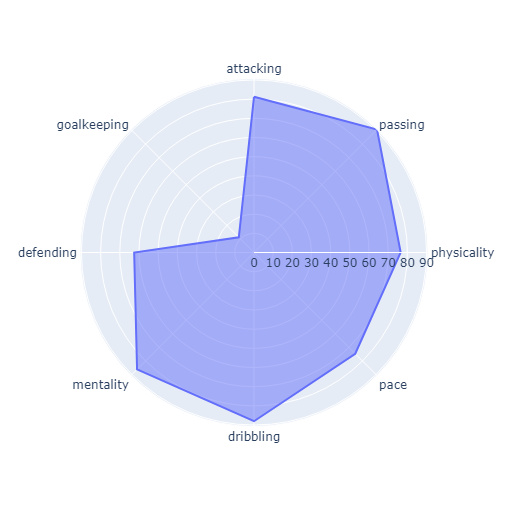 attacking
goalkeeping
passing
defending
physicality
0 10 20 30 40 50 60 70 80 90
mentality
pace
dribbling